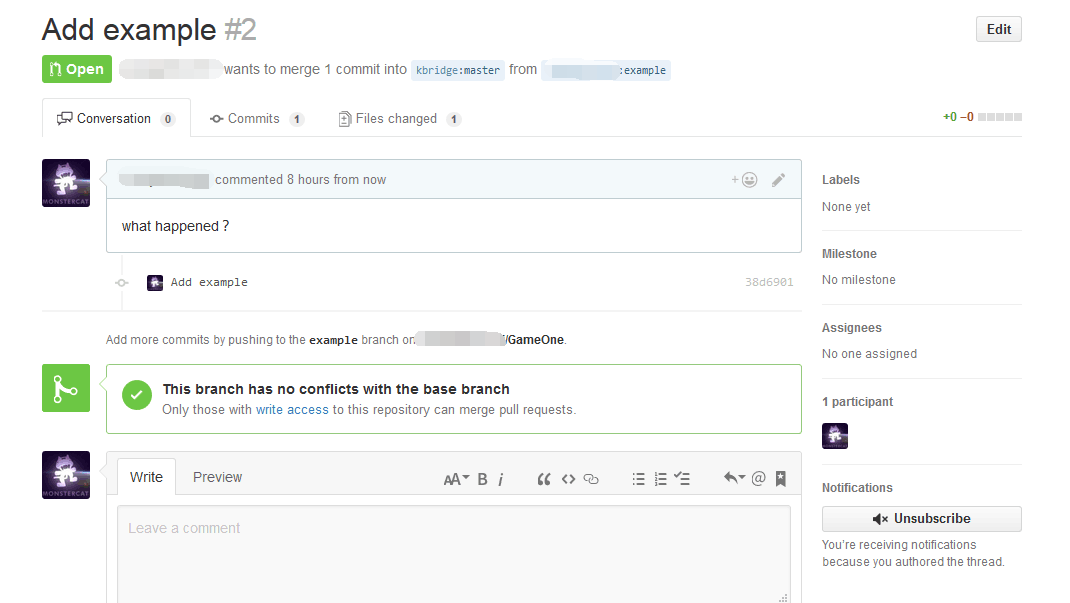 Add example #2
Edit
Open wants to merge 1 commit into kbridge:master from :example
Conversation 0 Commits 1 Files changed 1 +0 −0
commented 8 hours from now
what happened ?
Add example 38d6901
Add more commits by pushing to the example branch on /GameOne.
This branch has no conflicts with the base branch
Only those with write access to this repository can merge pull requests.
Write Preview AA B i @
Leave a comment
Labels
None yet
Milestone
No milestone
Assignees
No one assigned
1 participant
Notifications
Unsubscribe
You're receiving notifications
because you authored the thread.
MONSTERCAT
MONSTERCAT